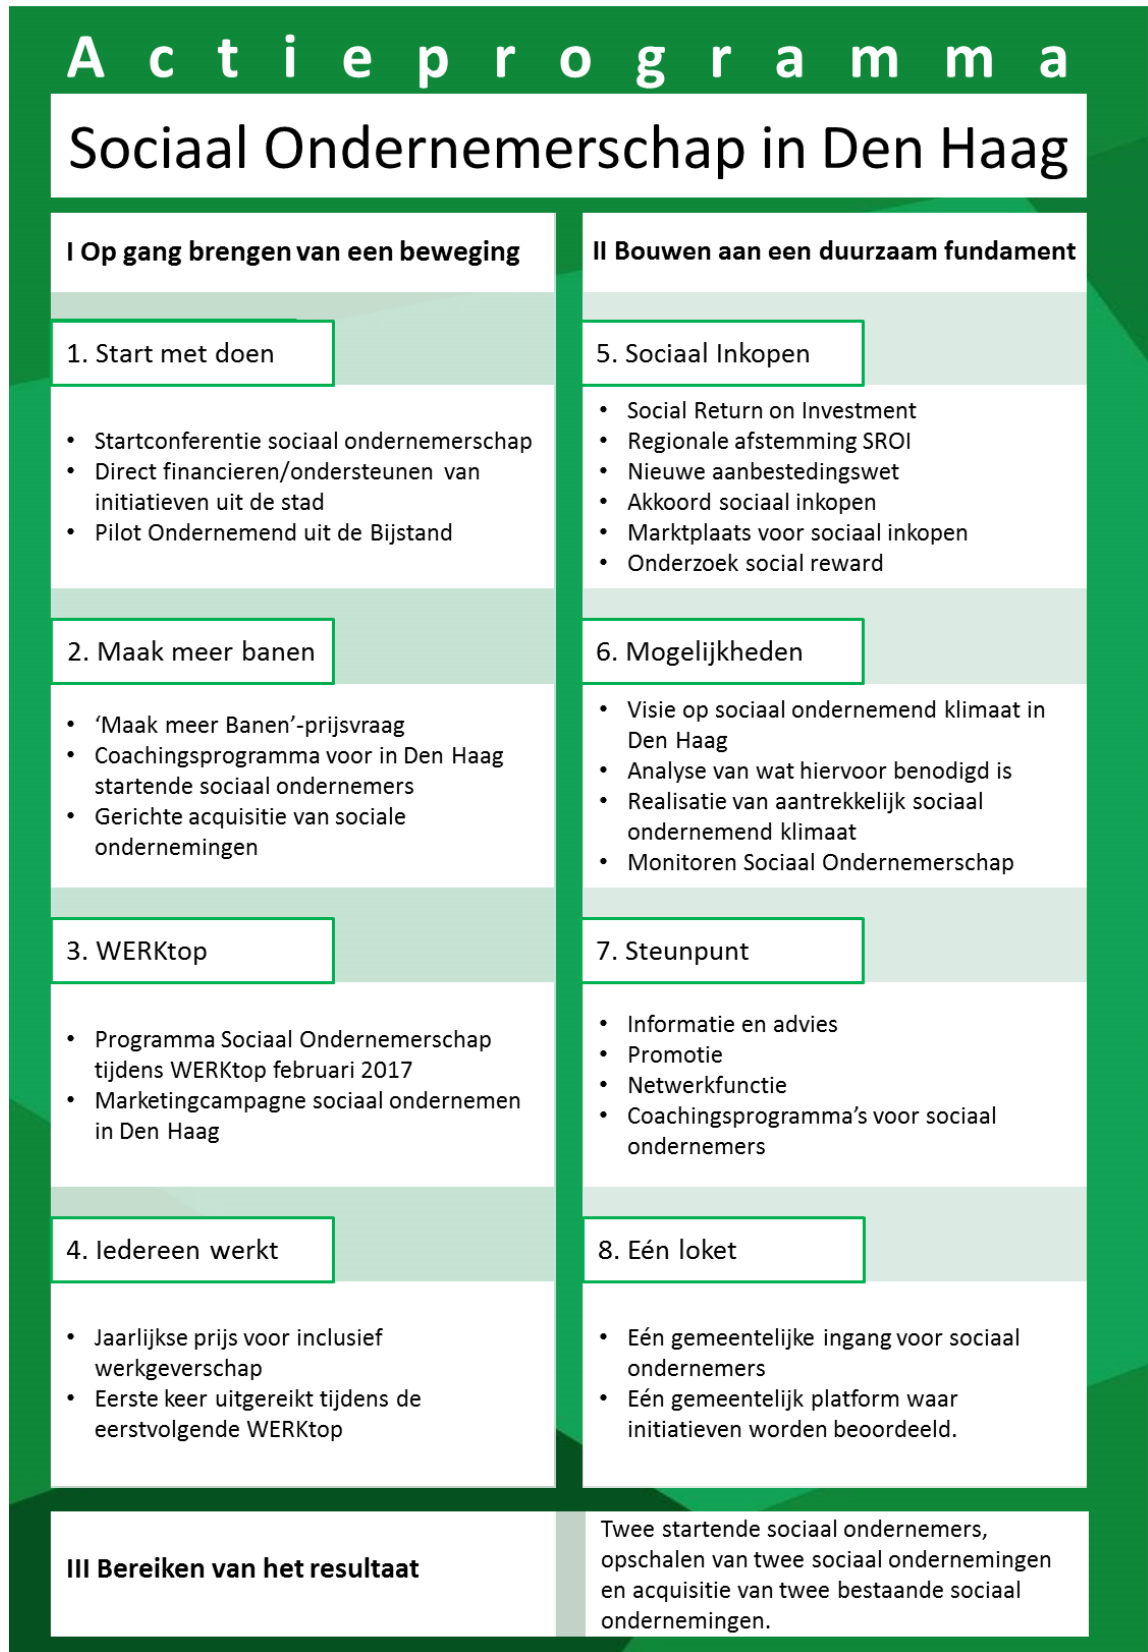 Actieprogramma
Sociaal Ondernemerschap in Den Haag
I Op gang brengen van een beweging
1. Start met doen
• Startconferentie sociaal ondernemerschap
• Direct financieren/ondersteunen van
initiatieven uit de stad
• Pilot Ondernemend uit de Bijstand
2. Maak meer banen
• ‘Maak meer Banen’-prijsvraag
• Coachingsprogramma voor in Den Haag
startende sociaal ondernemers
• Gerichte acquisitie van sociale
ondernemingen
3. WERKtop
• Programma Sociaal Ondernemerschap
tijdens WERKtop februari 2017
• Marketingcampagne sociaal ondernemen
in Den Haag
4. Iedereen werkt
• Jaarlijkse prijs voor inclusief
werkgeverschap
• Eerste keer uitgereikt tijdens de
eerstvolgende WERKtop
II Bouwen aan een duurzaam fundament
5. Sociaal Inkopen
• Social Return on Investment
• Regionale afstemming SROI
• Nieuwe aanbestedingswet
• Akkoord sociaal inkopen
• Marktplaats voor sociaal inkopen
• Onderzoek social reward
6. Mogelijkheden
• Visie op sociaal ondernemend klimaat in
Den Haag
• Analyse van wat hiervoor benodigd is
• Realisatie van aantrekkelijk sociaal
ondernemend klimaat
• Monitoren Sociaal Ondernemerschap
7. Steunpunt
• Informatie en advies
• Promotie
• Netwerkfunctie
• Coachingsprogramma’s voor sociaal
ondernemers
8. Eén loket
• Eén gemeentelijke ingang voor sociaal
ondernemers
• Eén gemeentelijk platform waar
initiatieven worden beoordeeld.
III Bereiken van het resultaat
Twee startende sociaal ondernemers,
opschalen van twee sociaal ondernemingen
en acquisitie van twee bestaande sociaal
ondernemingen.